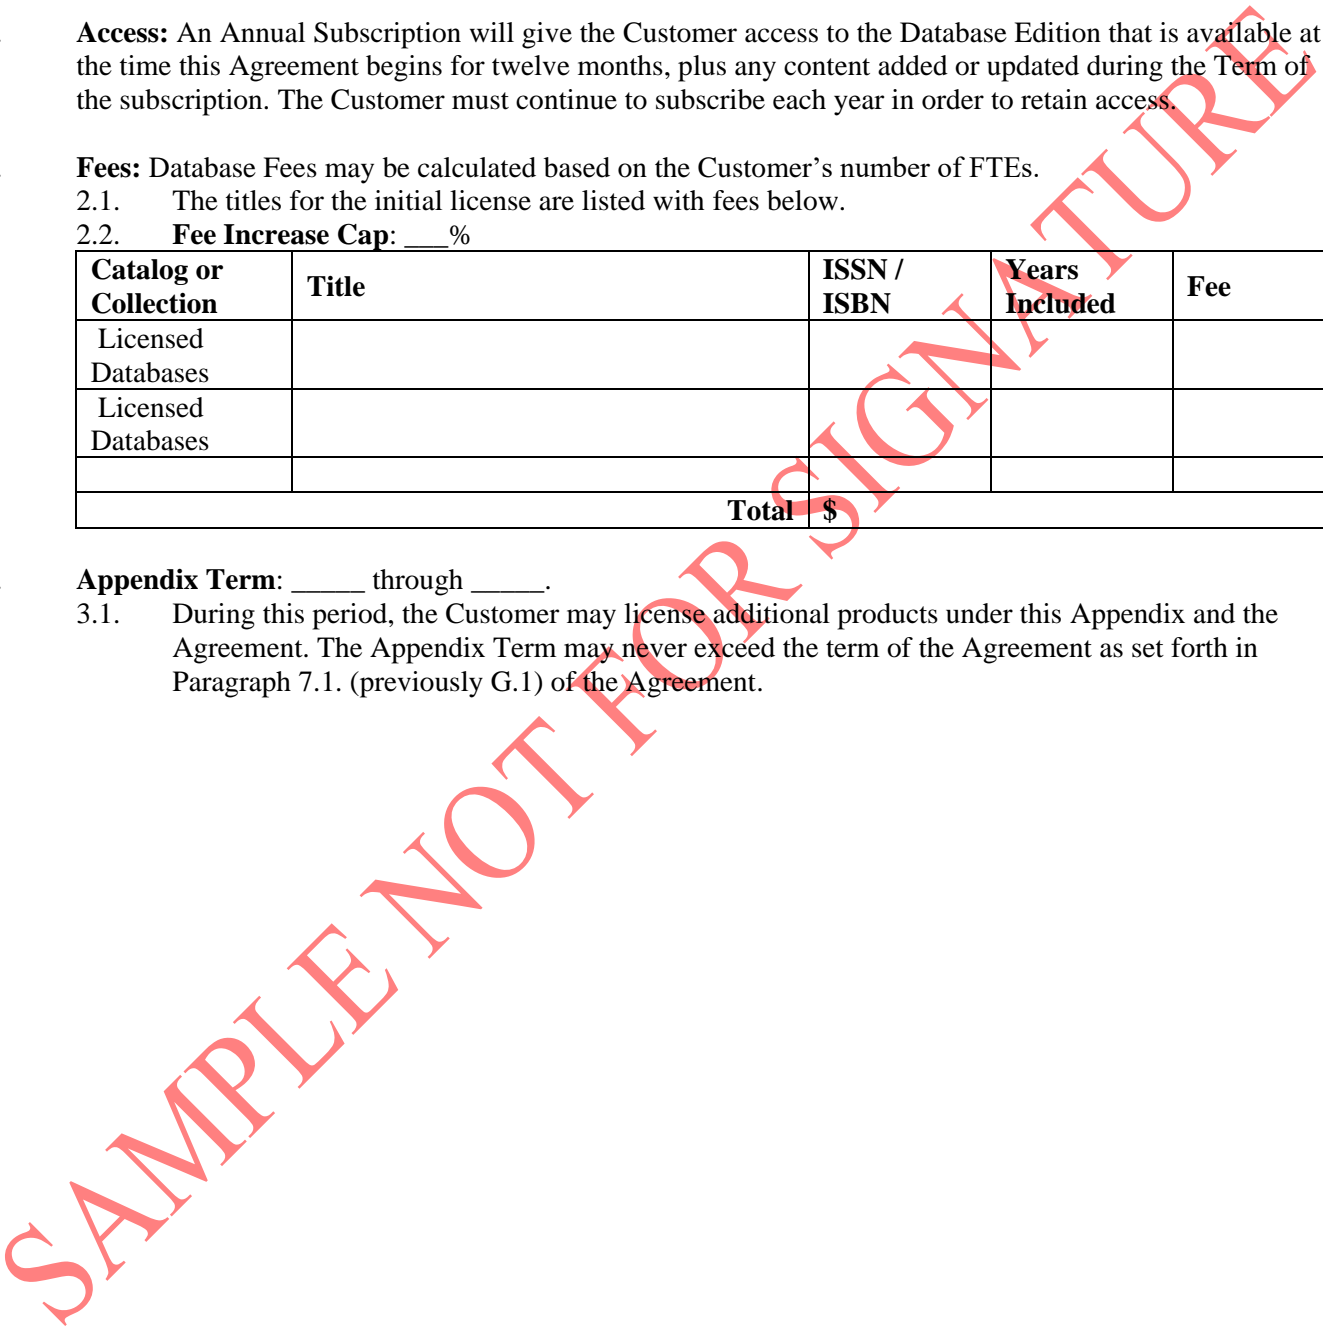 Access: An Annual Subscription will give the Customer access to the Database Edition that is available at
the time this Agreement begins for twelve months, plus any content added or updated during the Term of
the subscription. The Customer must continue to subscribe each year in order to retain access.
Fees: Database Fees may be calculated based on the Customer’s number of FTEs.
2.1. The titles for the initial license are listed with fees below.
2.2. Fee Increase Cap: ___%
Catalog or
Collection
Title
ISSN /
ISBN
Years
Included
Fee
Licensed
Databases
Licensed
Databases
Total $
Appendix Term: _____ through _____.
3.1. During this period, the Customer may license additional products under this Appendix and the
Agreement. The Appendix Term may never exceed the term of the Agreement as set forth in
Paragraph 7.1. (previously G.1) of the Agreement.
SAMPLE NOT FOR SIGNATURE